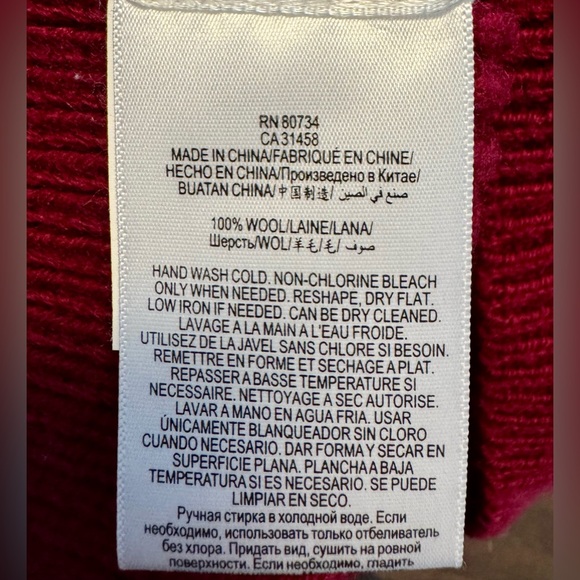 RN 80734
CA 31458
MADE IN CHINA/FABRIQUÉ EN CHINE/
HECHO EN CHINA/Произведено в Китае/
BUATAN CHINA/中国制造/ صنع في الصين/
100% WOOL/LAINE/LANA/
Шерсть/WOL/羊毛/毛/ صوف/
HAND WASH COLD. NON-CHLORINE BLEACH
ONLY WHEN NEEDED. RESHAPE, DRY FLAT.
LOW IRON IF NEEDED. CAN BE DRY CLEANED.
LAVAGE A LA MAIN A L'EAU FROIDE.
UTILISEZ DE LA JAVEL SANS CHLORE SI BESOIN.
REMETTRE EN FORME ET SECHAGE A PLAT.
REPASSER A BASSE TEMPERATURE SI
NECESSAIRE. NETTOYAGE A SEC AUTORISE.
LAVAR A MANO EN AGUA FRIA. USAR
ÚNICAMENTE BLANQUEADOR SIN CLORO
CUANDO NECESARIO. DAR FORMA Y SECAR EN
SUPERFICIE PLANA. PLANCHA A BAJA
TEMPERATURA SI ES NECESARIO. SE PUEDE
LIMPIAR EN SECO.
Ручная стирка в холодной воде. Если
необходимо, использовать только отбеливатель
без хлора. Придать вид, сушить на ровной
поверхности. Если необходимо, гладить